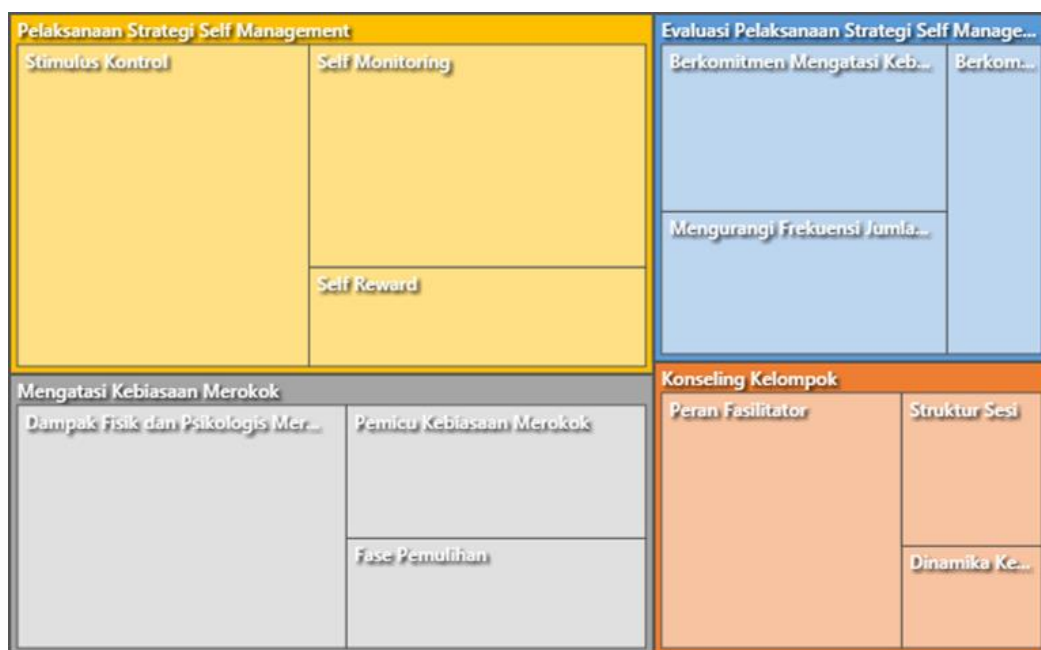 Pelaksanaan Strategi Self Management
Stimulus Kontrol
Self Monitoring
Self Reward
Evaluasi Pelaksanaan Strategi Self Manage...
Berkomitmen Mengatasi Keb...
Berkom...
Mengurangi Frekuensi Jumla...
Mengatasi Kebiasaan Merokok
Dampak Fisik dan Psikologis Mer...
Pemicu Kebiasaan Merokok
Fase Pemulihan
Konseling Kelompok
Peran Fasilitator
Struktur Sesi
Dinamika Ke...